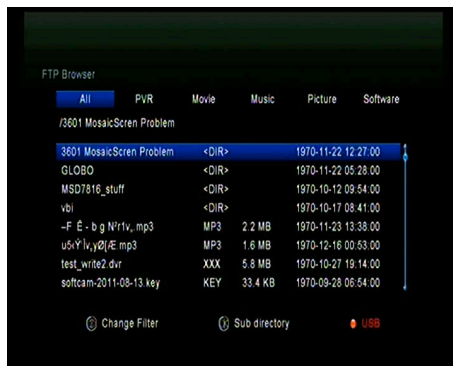 FTP Browser
All PVR Movie Music Picture Software
/3601 MosaicScren Problem
3601 MosaicScren Problem <DIR> 1970-11-22 12:27:00
GLOBO <DIR> 1970-11-22 05:28:00
MSD7816_stuff <DIR> 1970-10-12 09:54:00
vbi <DIR> 1970-10-17 08:41:00
–F Ê - b g N²r1v,.mp3 MP3 2.2 MB 1970-11-23 13:38:00
MP3 1.6 MB 1970-12-16 00:53:00
test_write2.dvr XXX 5.8 MB 1970-10-27 19:14:00
softcam-2011-08-13.key KEY 33.4 KB 1970-09-28 06:54:00
Change Filter Sub directory USB